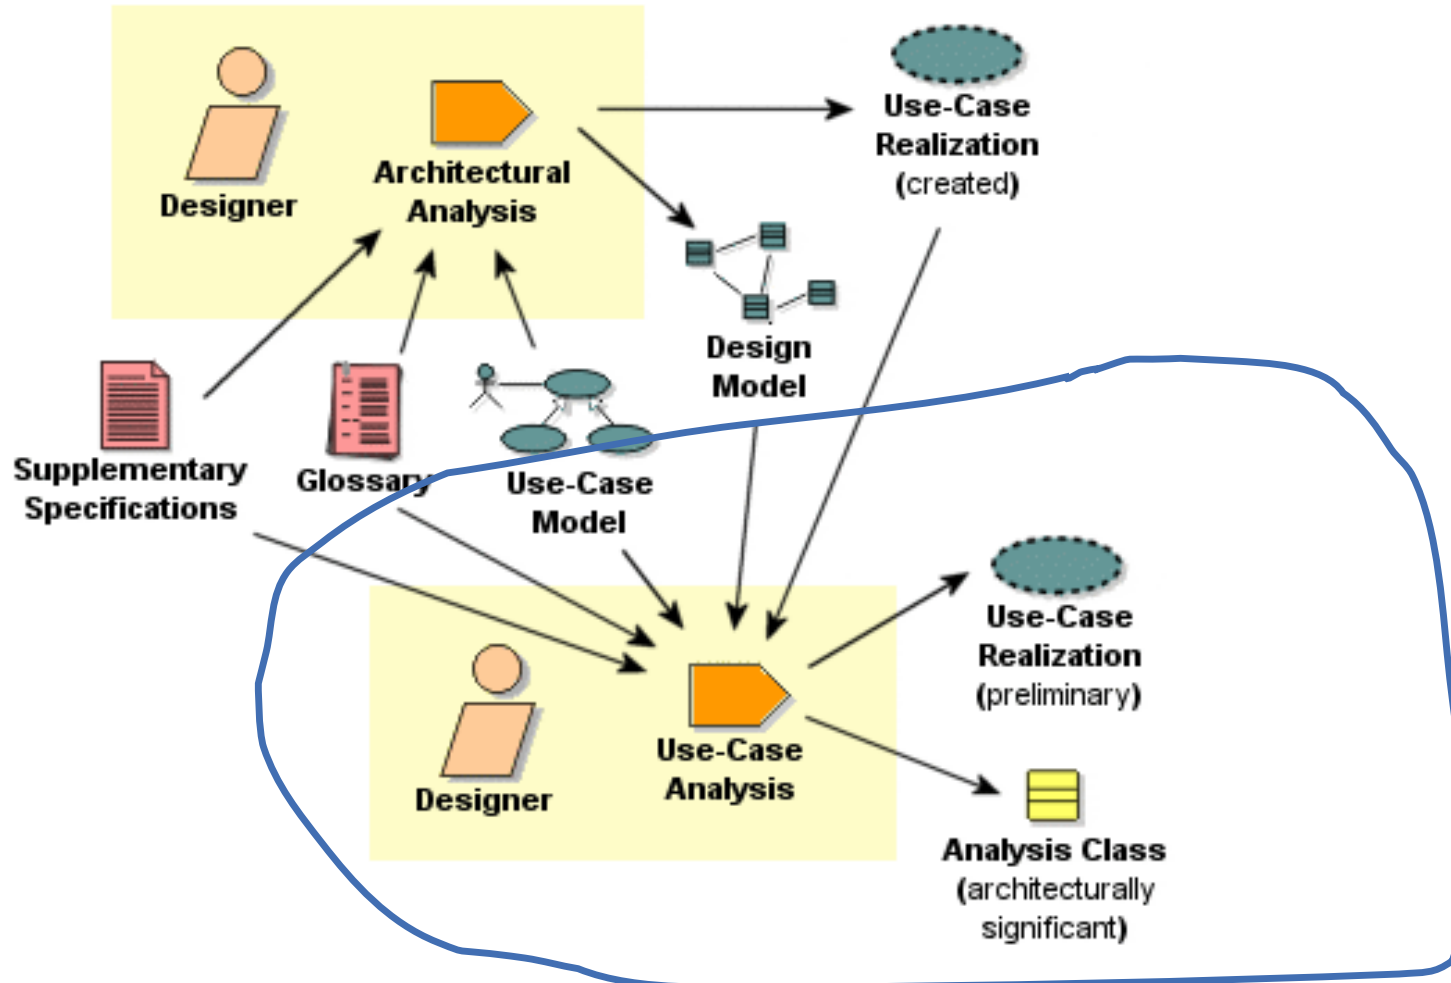 Designer
Architectural
Analysis
Use-Case
Realization
(created)
Design
Model
Supplementary
Specifications
Glossary
Use-Case
Model
Designer
Use-Case
Analysis
Use-Case
Realization
(preliminary)
Analysis Class
(architecturally
significant)